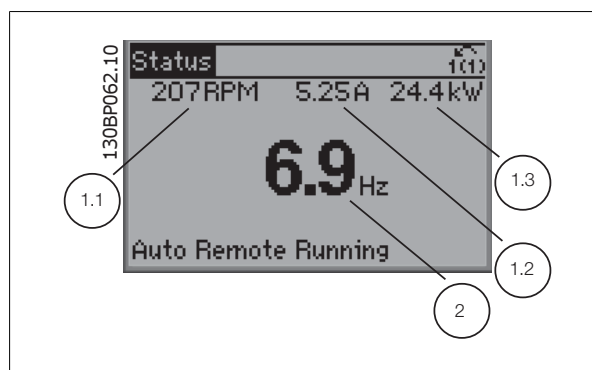 130BP062.10
Status
1(1)
207RPM 5.25A 24.4kW
6.9Hz
Auto Remote Running
1.1
1.3
1.2
2